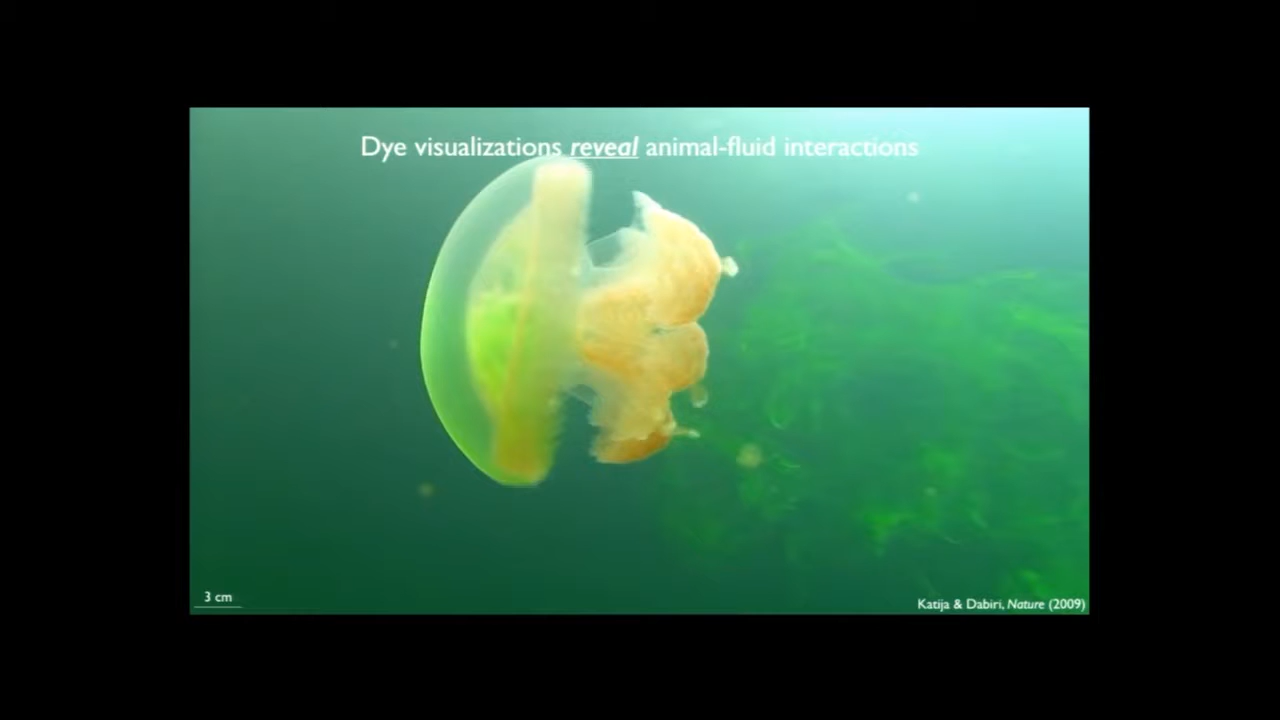 Dye visualizations reveal animal-fluid interactions
3 cm
Katija & Dabiri, Nature (2009)